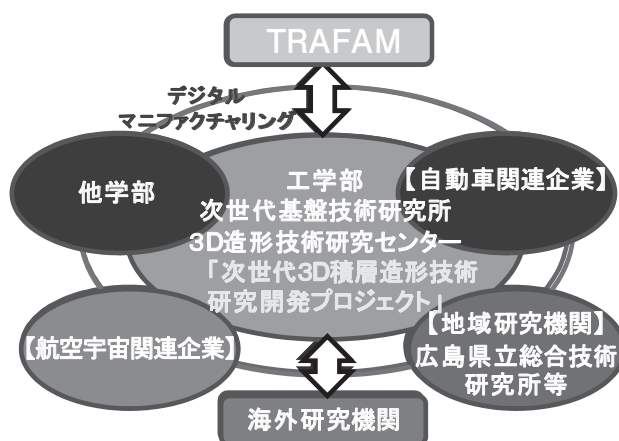 TRAFAM
デジタル
マニファクチャリング
他学部
工学部
次世代基盤技術研究所
3D造形技術研究センター
「次世代3D積層造形技術
研究開発プロジェクト」
【自動車関連企業】
【航空宇宙関連企業】
【地域研究機関】
広島県立総合技術
研究所等
海外研究機関